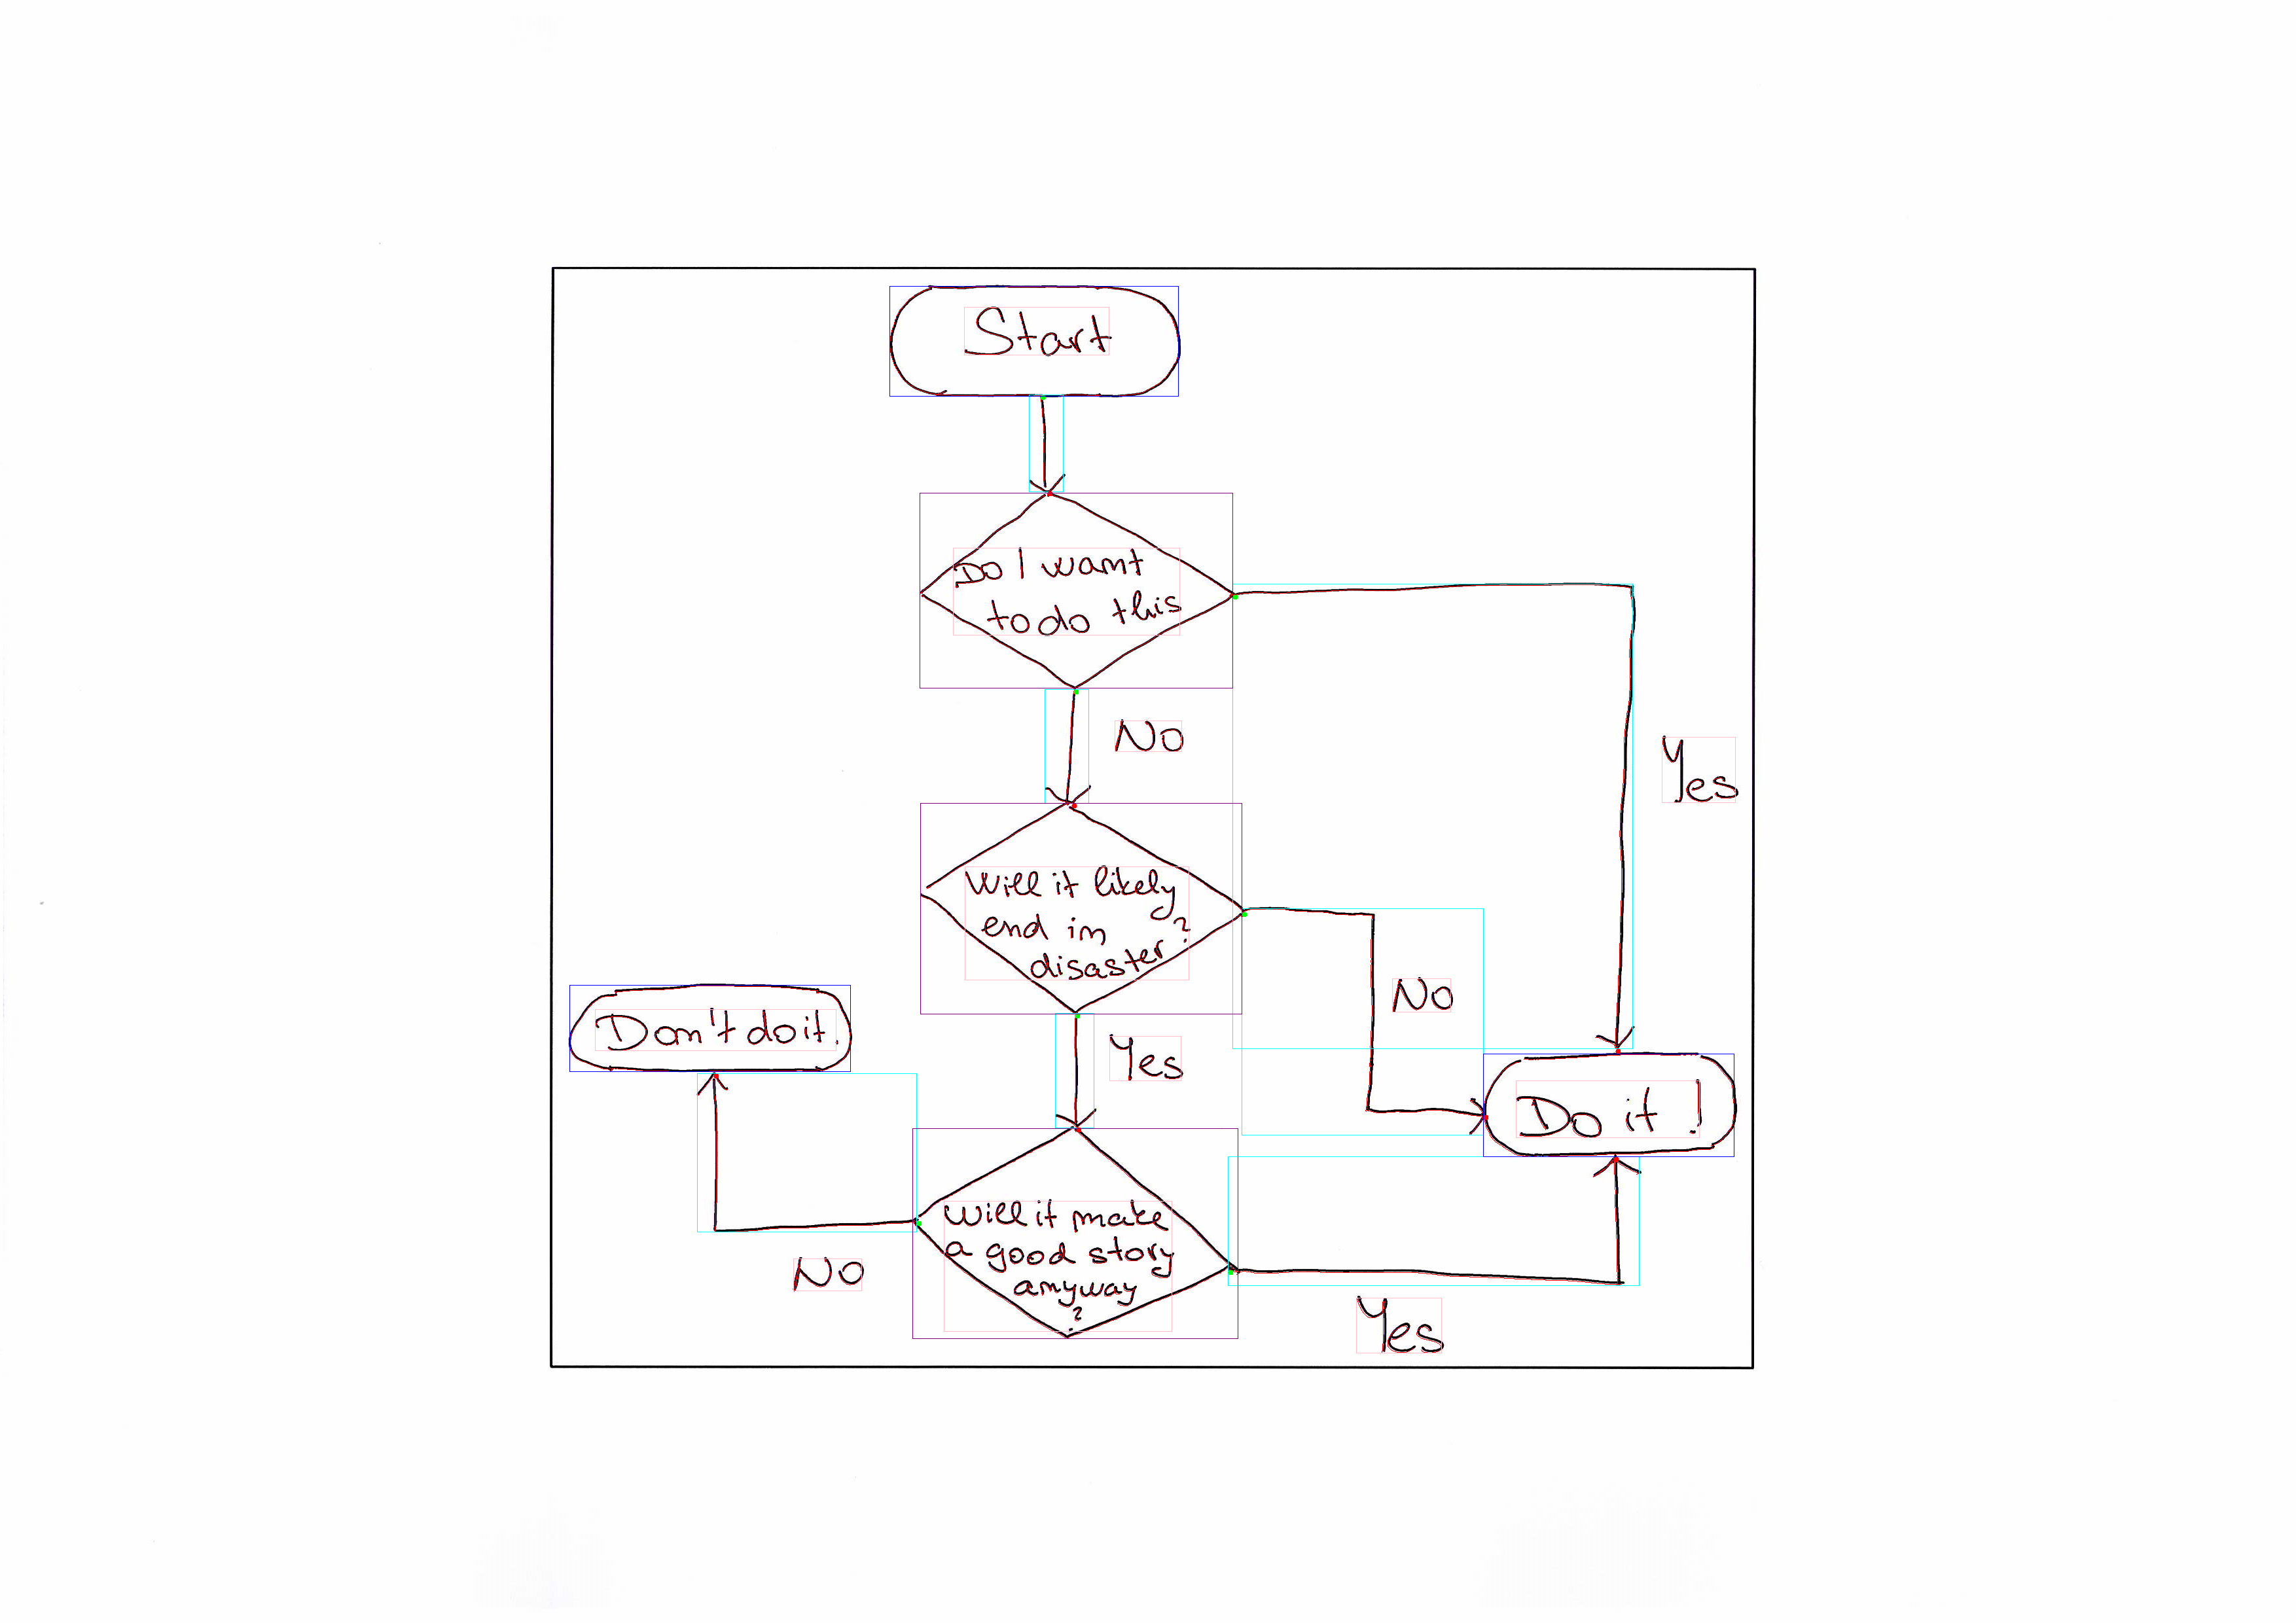 Start
Do I want
to do this
No
Yes
Will it likely
end in
disaster?
No
Don't do it.
Yes
Do it!
Will it make
a good story
anyway
?
No
Yes